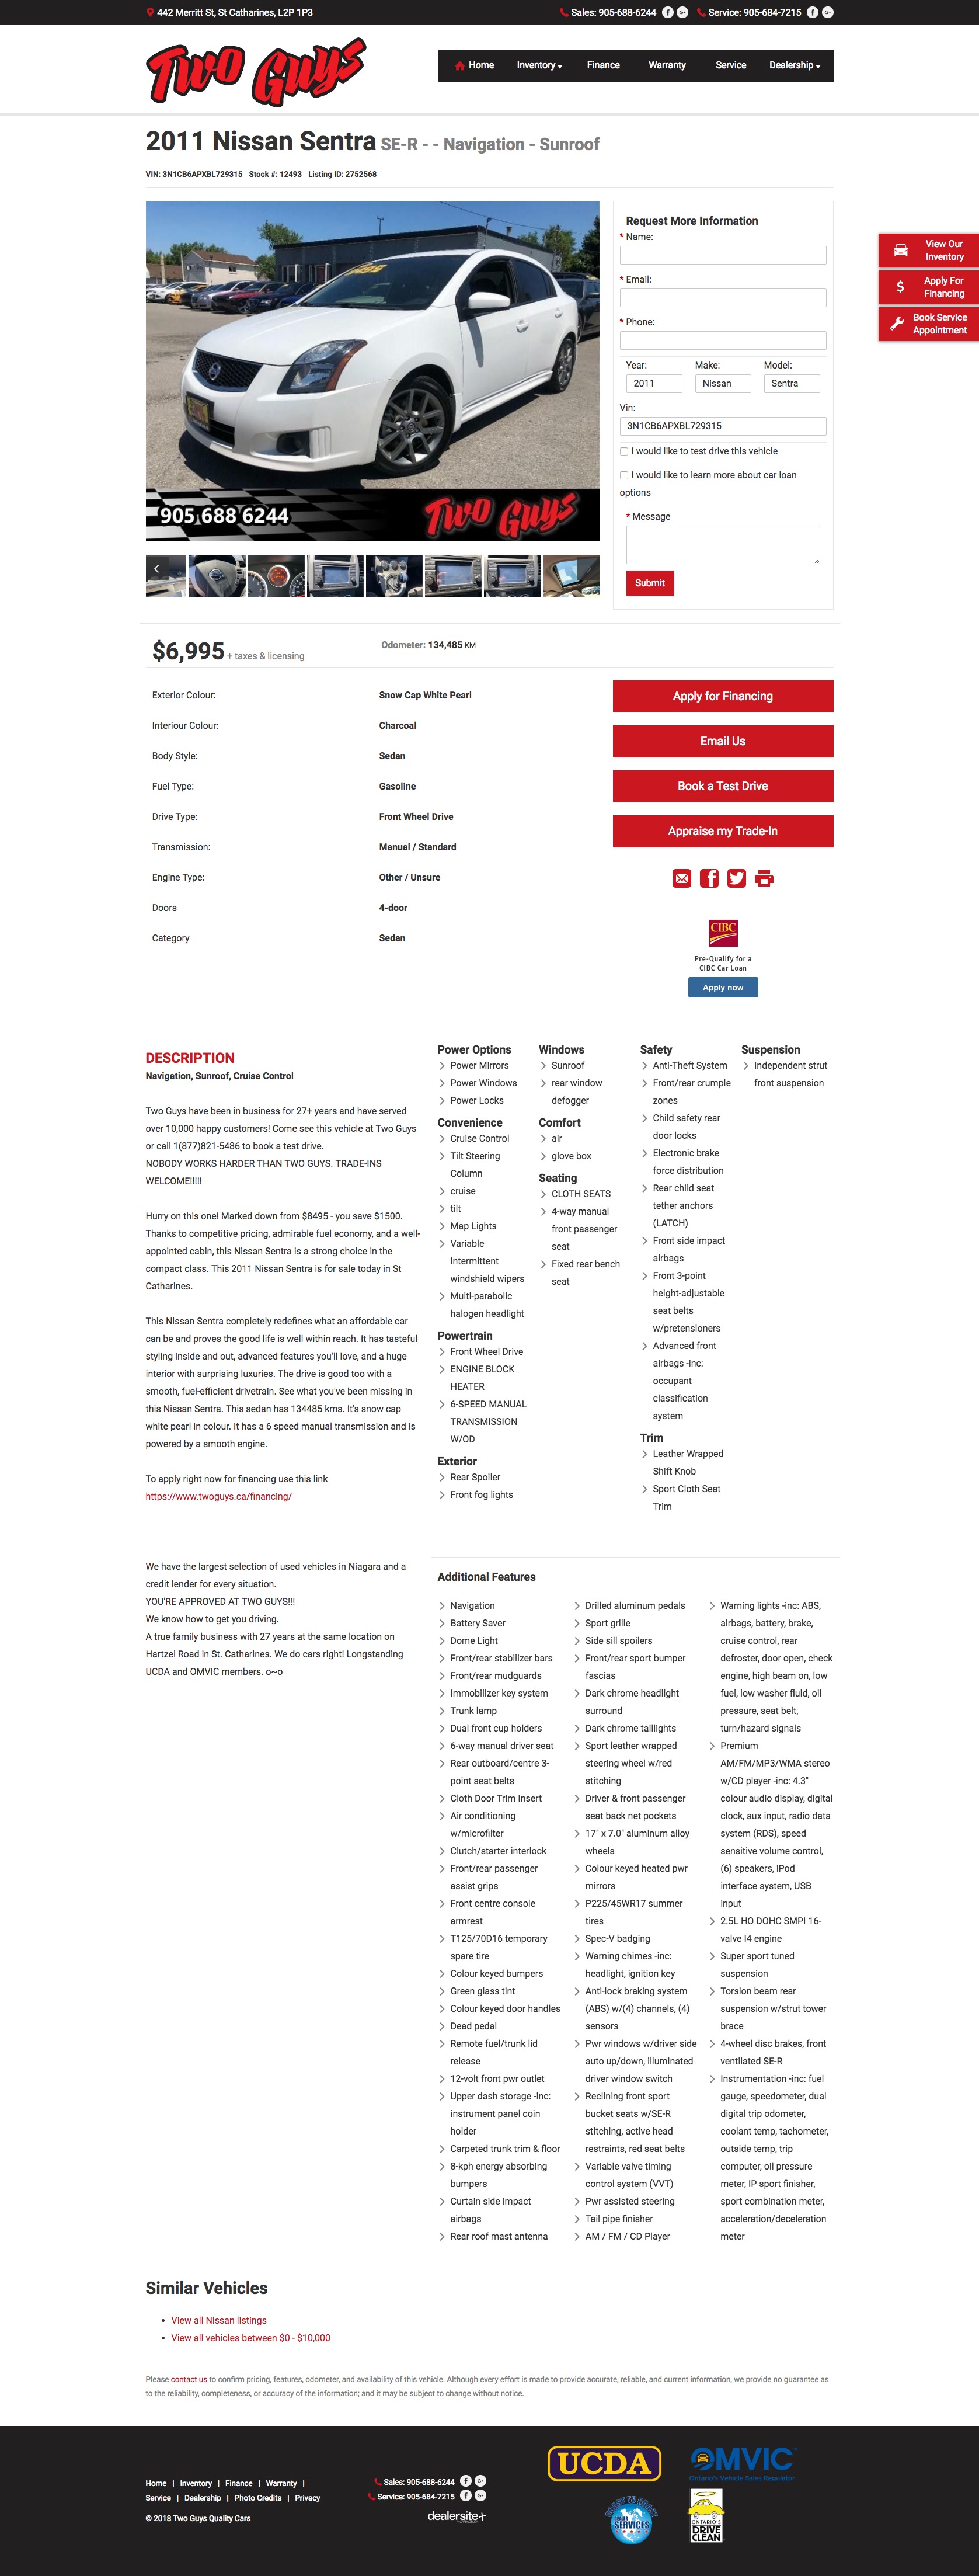 442 Merritt St, St Catharines, L2P 1P3
Sales: 905-688-6244
Service: 905-684-7215
TWO GUYS
Home
Inventory
Finance
Warranty
Service
Dealership
2011 Nissan Sentra SE-R - - Navigation - Sunroof
VIN: 3N1CB6APXBL729315 Stock #: 12493 Listing ID: 2752568
905 688 6244
TWO GUYS
Request More Information
* Name:
* Email:
* Phone:
Year: Make: Model:
2011 Nissan Sentra
Vin:
3N1CB6APXBL729315
I would like to test drive this vehicle
I would like to learn more about car loan
options
* Message
Submit
View Our
Inventory
Apply For
Financing
Book Service
Appointment
$6,995 + taxes & licensing
Odometer: 134,485 KM
Exterior Colour: Snow Cap White Pearl
Interiour Colour: Charcoal
Body Style: Sedan
Fuel Type: Gasoline
Drive Type: Front Wheel Drive
Transmission: Manual / Standard
Engine Type: Other / Unsure
Doors 4-door
Category Sedan
Apply for Financing
Email Us
Book a Test Drive
Appraise my Trade-In
CIBC
Pre-Qualify for a
CIBC Car Loan
Apply now
DESCRIPTION
Navigation, Sunroof, Cruise Control
Two Guys have been in business for 27+ years and have served
over 10,000 happy customers! Come see this vehicle at Two Guys
or call 1(877)821-5486 to book a test drive.
NOBODY WORKS HARDER THAN TWO GUYS. TRADE-INS
WELCOME!!!!!
Hurry on this one! Marked down from $8495 - you save $1500.
Thanks to competitive pricing, admirable fuel economy, and a well-
appointed cabin, this Nissan Sentra is a strong choice in the
compact class. This 2011 Nissan Sentra is for sale today in St
Catharines.
This Nissan Sentra completely redefines what an affordable car
can be and proves the good life is well within reach. It has tasteful
styling inside and out, advanced features you'll love, and a huge
interior with surprising luxuries. The drive is good too with a
smooth, fuel-efficient drivetrain. See what you've been missing in
this Nissan Sentra. This sedan has 134485 kms. It's snow cap
white pearl in colour. It has a 6 speed manual transmission and is
powered by a smooth engine.
To apply right now for financing use this link
https://www.twoguys.ca/financing/
We have the largest selection of used vehicles in Niagara and a
credit lender for every situation.
YOU'RE APPROVED AT TWO GUYS!!!
We know how to get you driving.
A true family business with 27 years at the same location on
Hartzel Road in St. Catharines. We do cars right! Longstanding
UCDA and OMVIC members. o~o
Power Options
Power Mirrors
Power Windows
Power Locks
Convenience
Cruise Control
Tilt Steering
Column
cruise
tilt
Map Lights
Variable
intermittent
windshield wipers
Multi-parabolic
halogen headlight
Powertrain
Front Wheel Drive
ENGINE BLOCK
HEATER
6-SPEED MANUAL
TRANSMISSION
W/OD
Exterior
Rear Spoiler
Front fog lights
Windows
Sunroof
rear window
defogger
Comfort
air
glove box
Seating
CLOTH SEATS
4-way manual
front passenger
seat
Fixed rear bench
seat
Safety
Anti-Theft System
Front/rear crumple
zones
Child safety rear
door locks
Electronic brake
force distribution
Rear child seat
tether anchors
(LATCH)
Front side impact
airbags
Front 3-point
height-adjustable
seat belts
w/pretensioners
Advanced front
airbags -inc:
occupant
classification
system
Trim
Leather Wrapped
Shift Knob
Sport Cloth Seat
Trim
Suspension
Independent strut
front suspension
Additional Features
Navigation
Battery Saver
Dome Light
Front/rear stabilizer bars
Front/rear mudguards
Immobilizer key system
Trunk lamp
Dual front cup holders
6-way manual driver seat
Rear outboard/centre 3-
point seat belts
Cloth Door Trim Insert
Air conditioning
w/microfilter
Clutch/starter interlock
Front/rear passenger
assist grips
Front centre console
armrest
T125/70D16 temporary
spare tire
Colour keyed bumpers
Green glass tint
Colour keyed door handles
Dead pedal
Remote fuel/trunk lid
release
12-volt front pwr outlet
Upper dash storage -inc:
instrument panel coin
holder
Carpeted trunk trim & floor
8-kph energy absorbing
bumpers
Curtain side impact
airbags
Rear roof mast antenna
Drilled aluminum pedals
Sport grille
Side sill spoilers
Front/rear sport bumper
fascias
Dark chrome headlight
surround
Dark chrome taillights
Sport leather wrapped
steering wheel w/red
stitching
Driver & front passenger
seat back net pockets
17" x 7.0" aluminum alloy
wheels
Colour keyed heated pwr
mirrors
P225/45WR17 summer
tires
Spec-V badging
Warning chimes -inc:
headlight, ignition key
Anti-lock braking system
(ABS) w/(4) channels, (4)
sensors
Pwr windows w/driver side
auto up/down, illuminated
driver window switch
Reclining front sport
bucket seats w/SE-R
stitching, active head
restraints, red seat belts
Variable valve timing
control system (VVT)
Pwr assisted steering
Tail pipe finisher
AM / FM / CD Player
Warning lights -inc: ABS,
airbags, battery, brake,
cruise control, rear
defroster, door open, check
engine, high beam on, low
fuel, low washer fluid, oil
pressure, seat belt,
turn/hazard signals
Premium
AM/FM/MP3/WMA stereo
w/CD player -inc: 4.3"
colour audio display, digital
clock, aux input, radio data
system (RDS), speed
sensitive volume control,
(6) speakers, iPod
interface system, USB
input
2.5L HO DOHC SMPI 16-
valve I4 engine
Super sport tuned
suspension
Torsion beam rear
suspension w/strut tower
brace
4-wheel disc brakes, front
ventilated SE-R
Instrumentation -inc: fuel
gauge, speedometer, dual
digital trip odometer,
coolant temp, tachometer,
outside temp, trip
computer, oil pressure
meter, IP sport finisher,
sport combination meter,
acceleration/deceleration
meter
Similar Vehicles
View all Nissan listings
View all vehicles between $0 - $10,000
Please contact us to confirm pricing, features, odometer, and availability of this vehicle. Although every effort is made to provide accurate, reliable, and current information, we provide no guarantee as
to the reliability, completeness, or accuracy of the information; and it may be subject to change without notice.
Home | Inventory | Finance | Warranty |
Service | Dealership | Photo Credits | Privacy
© 2018 Two Guys Quality Cars
Sales: 905-688-6244
Service: 905-684-7215
dealersite+
UCDA
OMVIC
Ontario's Vehicle Sales Regulator
DEALER
SERVICES
ONTARIO'S
DRIVE
CLEAN